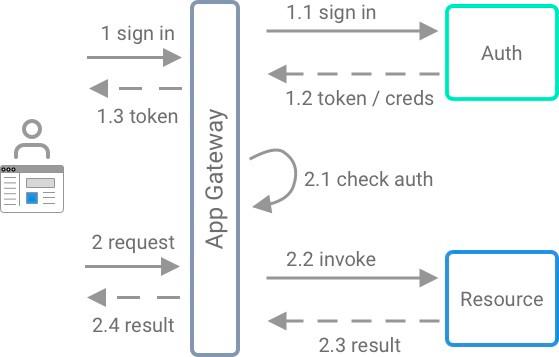 1 sign in
1.1 sign in
Auth
1.2 token / creds
1.3 token
App Gateway
2.1 check auth
2 request
2.2 invoke
Resource
2.3 result
2.4 result